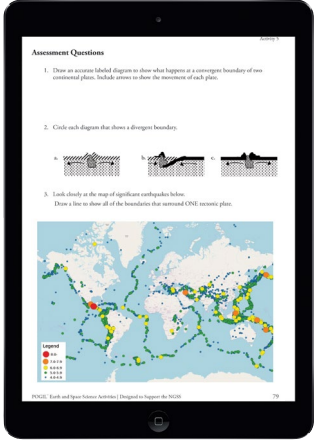 Activity 5
Assessment Questions
1. Draw an accurate labeled diagram to show what happens at a convergent boundary of two
continental plates. Include arrows to show the movement of each plate.
2. Circle each diagram that shows a divergent boundary.
a. b. c.
3. Look closely at the map of significant earthquakes below.
Draw a line to show all of the boundaries that surround ONE tectonic plate.
Legend
POGIL™ Earth and Space Science Activities | Designed to Support the NGSS
79